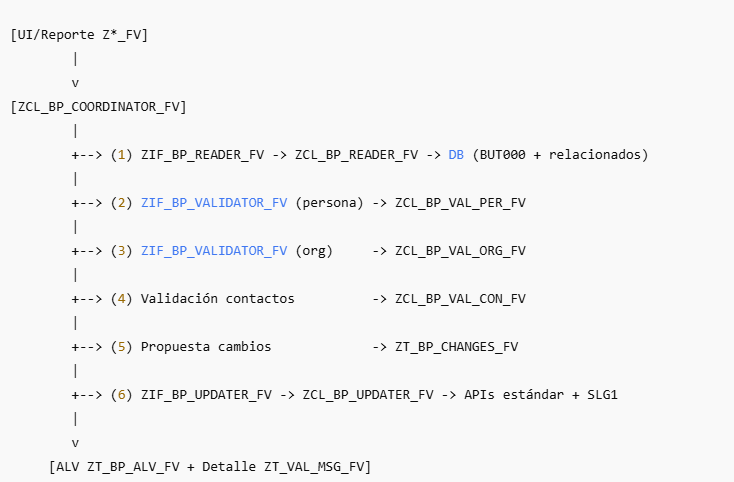 [UI/Reporte Z*_FV]
|
v
[ZCL_BP_COORDINATOR_FV]
|
+--> (1) ZIF_BP_READER_FV -> ZCL_BP_READER_FV -> DB (BUT000 + relacionados)
|
+--> (2) ZIF_BP_VALIDATOR_FV (persona) -> ZCL_BP_VAL_PER_FV
|
+--> (3) ZIF_BP_VALIDATOR_FV (org)     -> ZCL_BP_VAL_ORG_FV
|
+--> (4) Validación contactos          -> ZCL_BP_VAL_CON_FV
|
+--> (5) Propuesta cambios             -> ZT_BP_CHANGES_FV
|
+--> (6) ZIF_BP_UPDATER_FV -> ZCL_BP_UPDATER_FV -> APIs estándar + SLG1
|
v
[ALV ZT_BP_ALV_FV + Detalle ZT_VAL_MSG_FV]